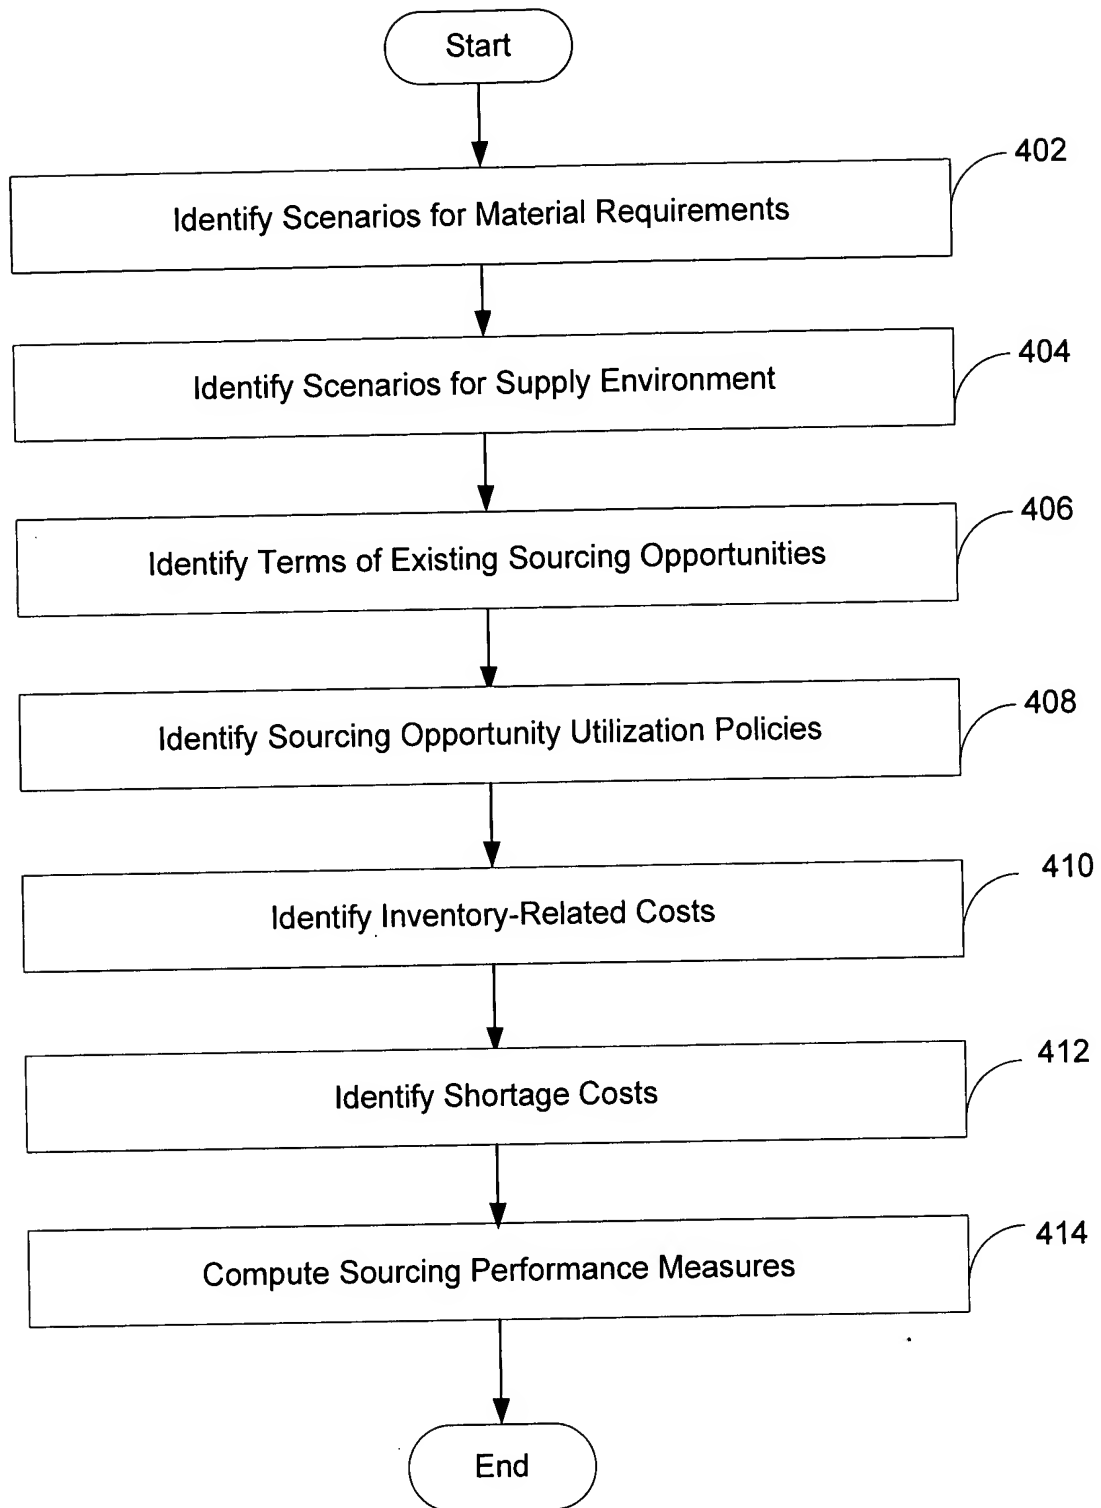 Start
402
Identify Scenarios for Material Requirements
404
Identify Scenarios for Supply Environment
406
Identify Terms of Existing Sourcing Opportunities
408
Identify Sourcing Opportunity Utilization Policies
410
Identify Inventory-Related Costs
412
Identify Shortage Costs
414
Compute Sourcing Performance Measures
End